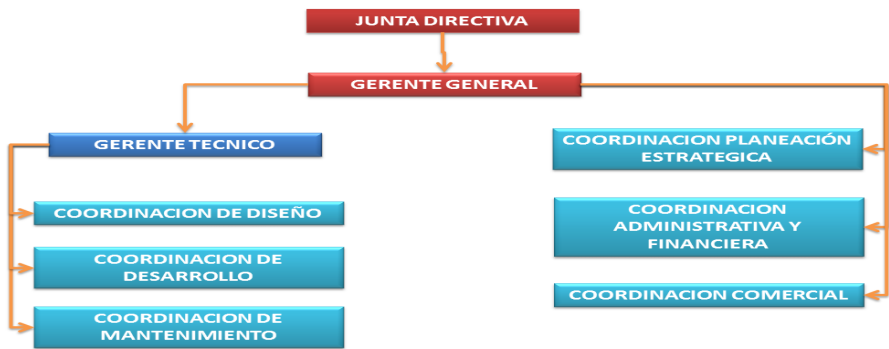 JUNTA DIRECTIVA
GERENTE GENERAL
GERENTE TECNICO
COORDINACION DE DISEÑO
COORDINACION DE
DESARROLLO
COORDINACION DE
MANTENIMIENTO
COORDINACION PLANEACIÓN
ESTRATEGICA
COORDINACION
ADMINISTRATIVA Y
FINANCIERA
COORDINACION COMERCIAL